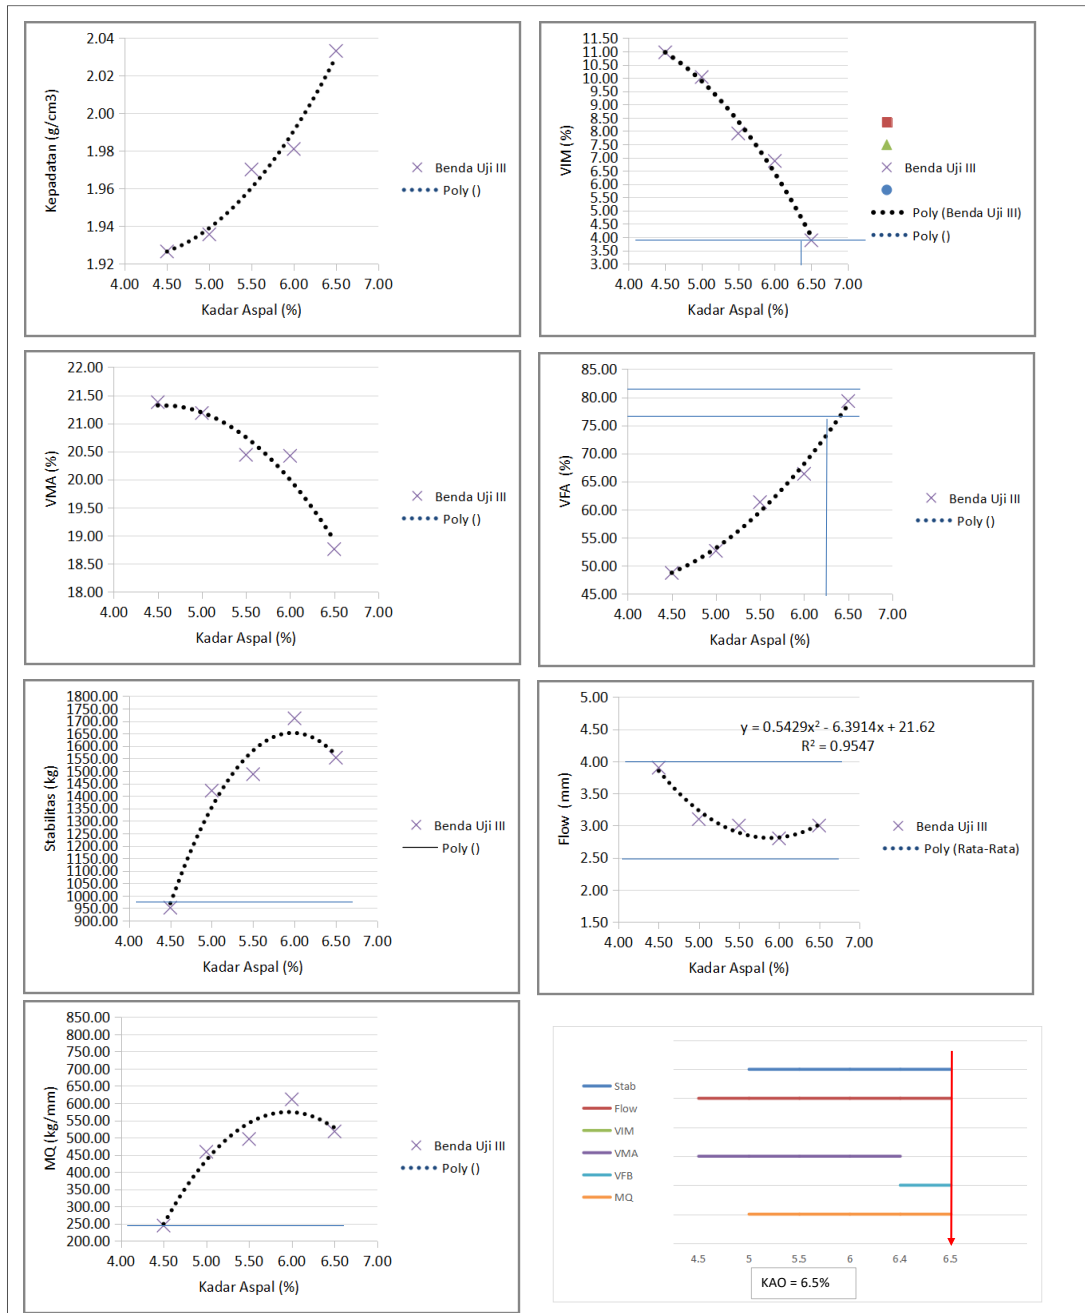 2.04
2.02
2.00
1.98
1.96
1.94
1.92
4.00 4.50 5.00 5.50 6.00 6.50 7.00
Kepadatan (g/cm3)
Kadar Aspal (%)
Benda Uji III
Poly ()
11.50
11.00
10.50
10.00
9.50
9.00
8.50
8.00
7.50
7.00
6.50
6.00
5.50
5.00
4.50
4.00
3.50
3.00
4.00 4.50 5.00 5.50 6.00 6.50 7.00
VIM (%)
Kadar Aspal (%)
Benda Uji III
Poly (Benda Uji III)
Poly ()
22.00
21.50
21.00
20.50
20.00
19.50
19.00
18.50
18.00
4.00 4.50 5.00 5.50 6.00 6.50 7.00
VMA (%)
Kadar Aspal (%)
Benda Uji III
Poly ()
85.00
80.00
75.00
70.00
65.00
60.00
55.00
50.00
45.00
4.00 4.50 5.00 5.50 6.00 6.50 7.00
VFA (%)
Kadar Aspal (%)
Benda Uji III
Poly ()
1800.00
1750.00
1700.00
1650.00
1600.00
1550.00
1500.00
1450.00
1400.00
1350.00
1300.00
1250.00
1200.00
1150.00
1100.00
1050.00
1000.00
950.00
900.00
4.00 4.50 5.00 5.50 6.00 6.50 7.00
Stabilitas (kg)
Kadar Aspal (%)
Benda Uji III
Poly ()
5.00
4.50
4.00
3.50
3.00
2.50
2.00
1.50
4.00 4.50 5.00 5.50 6.00 6.50 7.00
Flow (mm)
Kadar Aspal (%)
y = 0.5429x² - 6.3914x + 21.62
R² = 0.9547
Benda Uji III
Poly (Rata-Rata)
850.00
800.00
750.00
700.00
650.00
600.00
550.00
500.00
450.00
400.00
350.00
300.00
250.00
200.00
4.00 4.50 5.00 5.50 6.00 6.50 7.00
MQ (kg/mm)
Kadar Aspal (%)
Benda Uji III
Poly ()
Stab
Flow
VIM
VMA
VFB
MQ
4.5 5 5.5 6 6.4 6.5
KAO = 6.5%